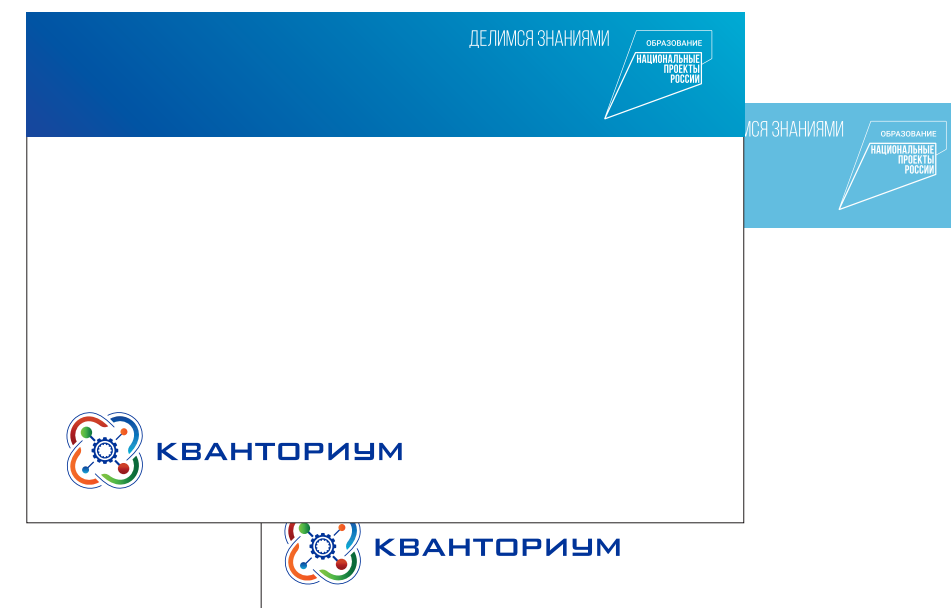 ДЕЛИМСЯ ЗНАНИЯМИ
ОБРАЗОВАНИЕ
НАЦИОНАЛЬНЫЕ
ПРОЕКТЫ
РОССИИ
МСЯ ЗНАНИЯМИ
ОБРАЗОВАНИЕ
НАЦИОНАЛЬНЫЕ
ПРОЕКТЫ
РОССИИ
КВАНТОРИУМ
КВАНТОРИУМ